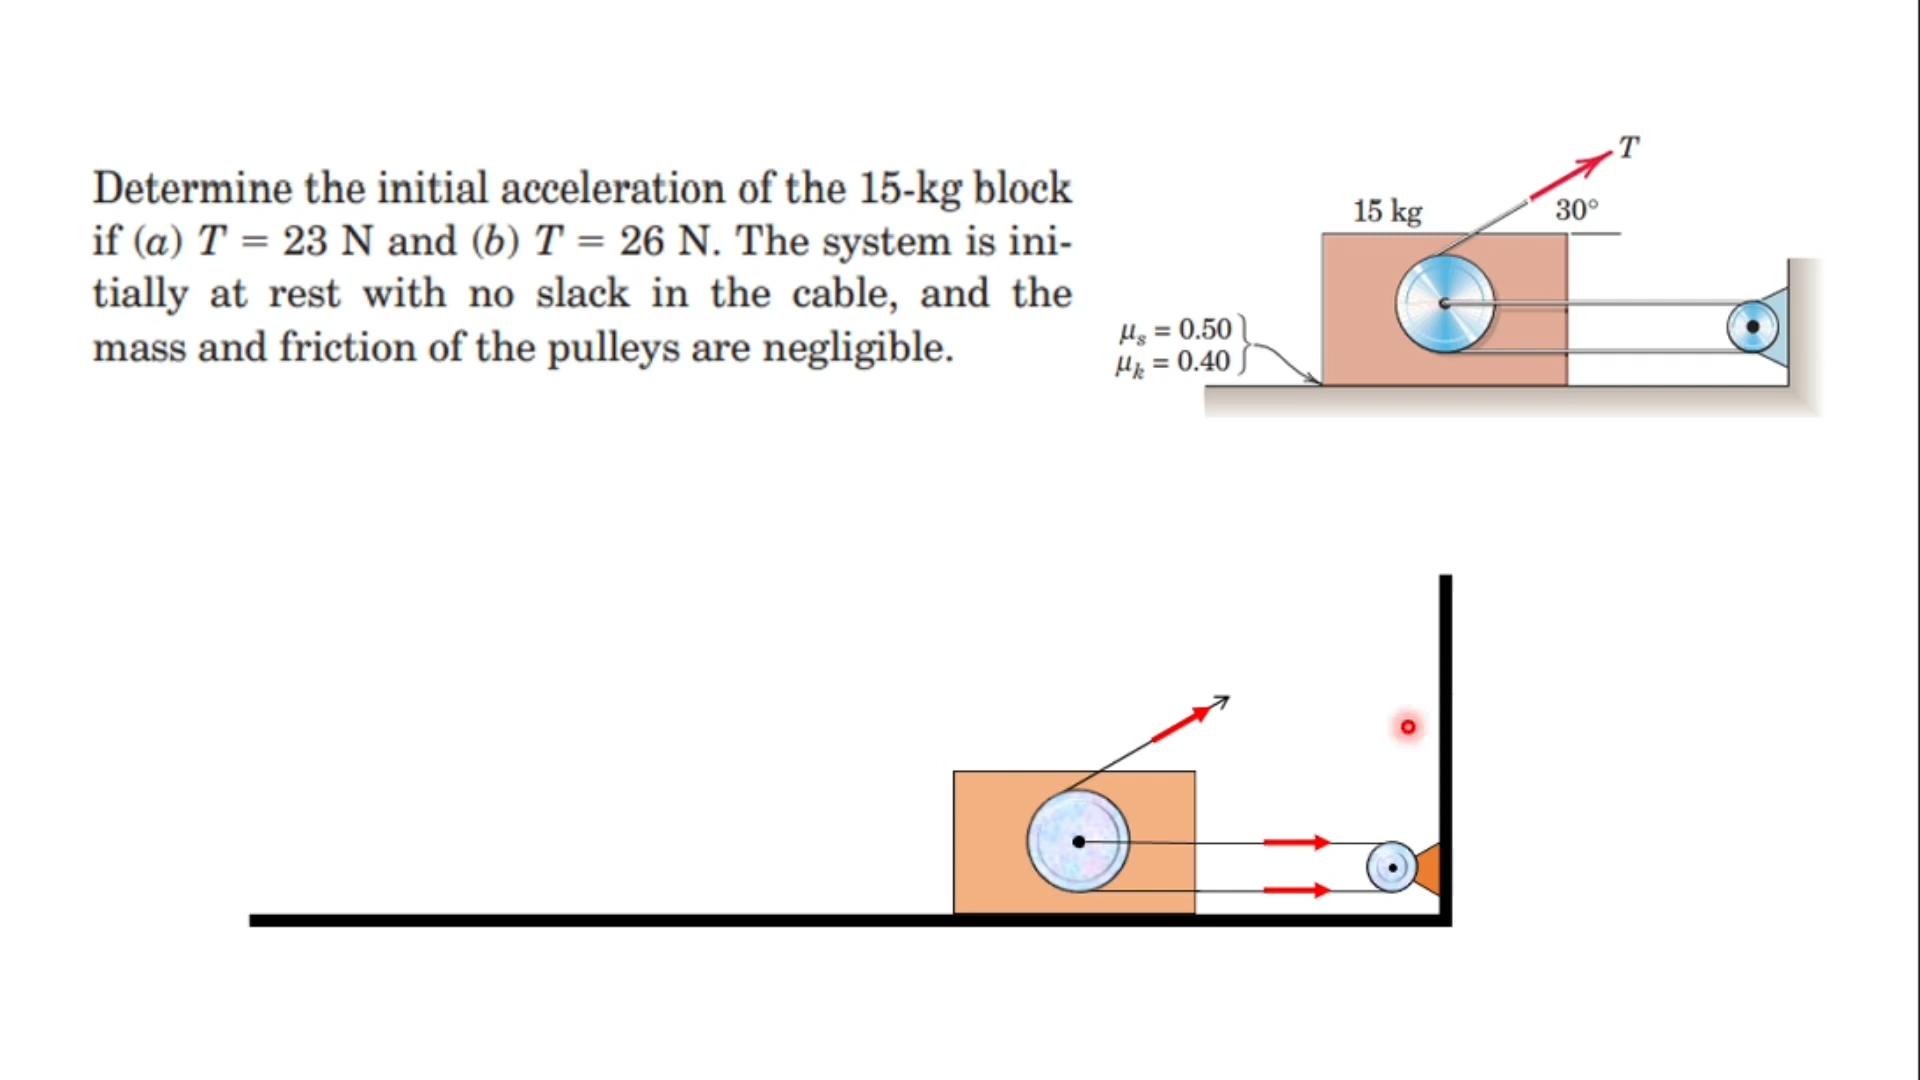 Determine the initial acceleration of the 15-kg block
if (a) T = 23 N and (b) T = 26 N. The system is ini-
tially at rest with no slack in the cable, and the
mass and friction of the pulleys are negligible.
T
15 kg
30°
μs = 0.50
μk = 0.40